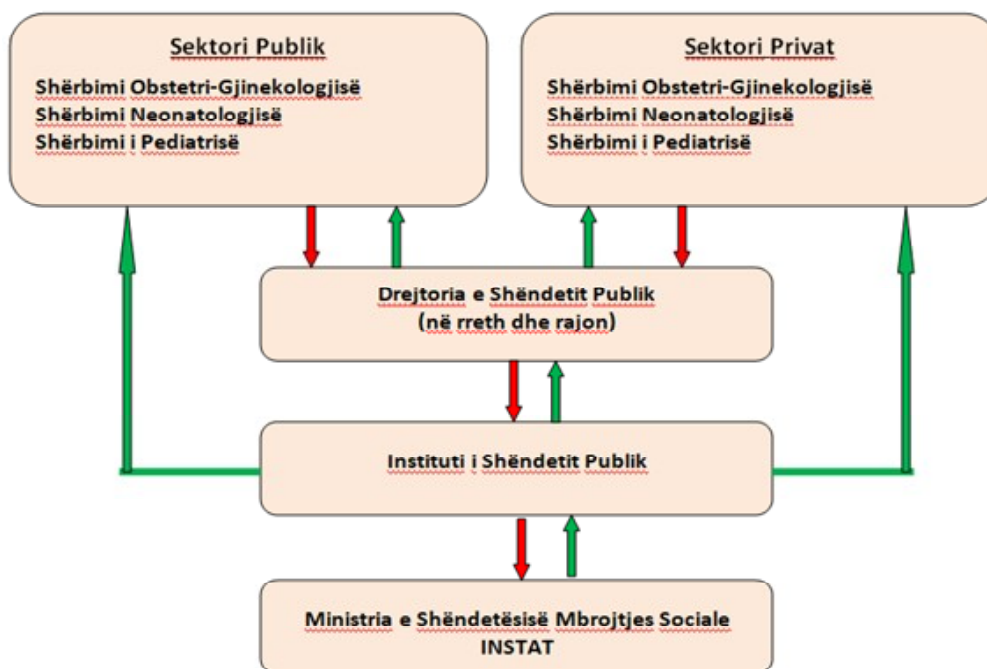 Sektori Publik
Shërbimi Obstetri-Gjinekologjisë
Shërbimi Neonatologjisë
Shërbimi i Pediatrisë
Sektori Privat
Shërbimi Obstetri-Gjinekologjisë
Shërbimi Neonatologjisë
Shërbimi i Pediatrisë
Drejtoria e Shëndetit Publik
(në rreth dhe rajon)
Instituti i Shëndetit Publik
Ministria e Shëndetësisë Mbrojtjes Sociale
INSTAT